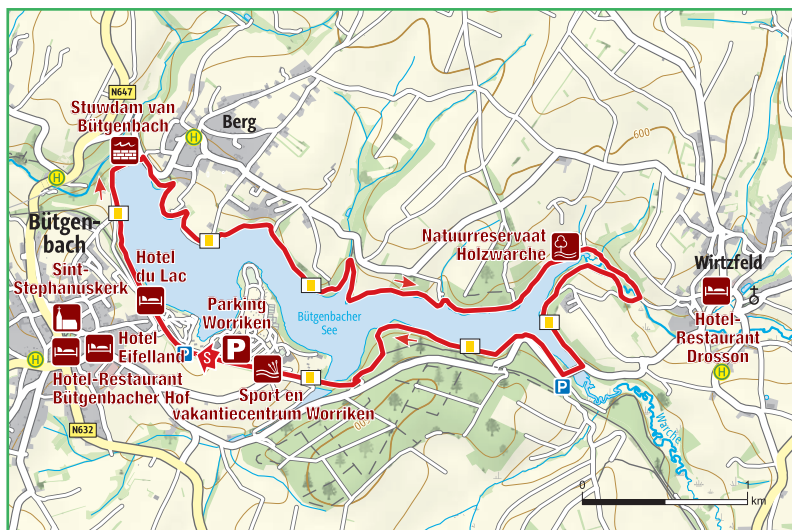 N647
Stuwdam van
Bütgenbach
H
Berg
600
H
Bütgen-
bach
Hotel
du Lac
Sint-
Stephanuskerk
Parking
Worriken
P
Natuurreservaat
Holzwarche
Wirtzfeld
Bütgenbacher
See
Hotel
Eifelland
P
S
Hotel-
Restaurant
Drosson
H
H
Hotel-Restaurant
Bütgenbacher Hof
Sport en
vakantiecentrum Worriken
P
600
N632
Warche
0
1
km